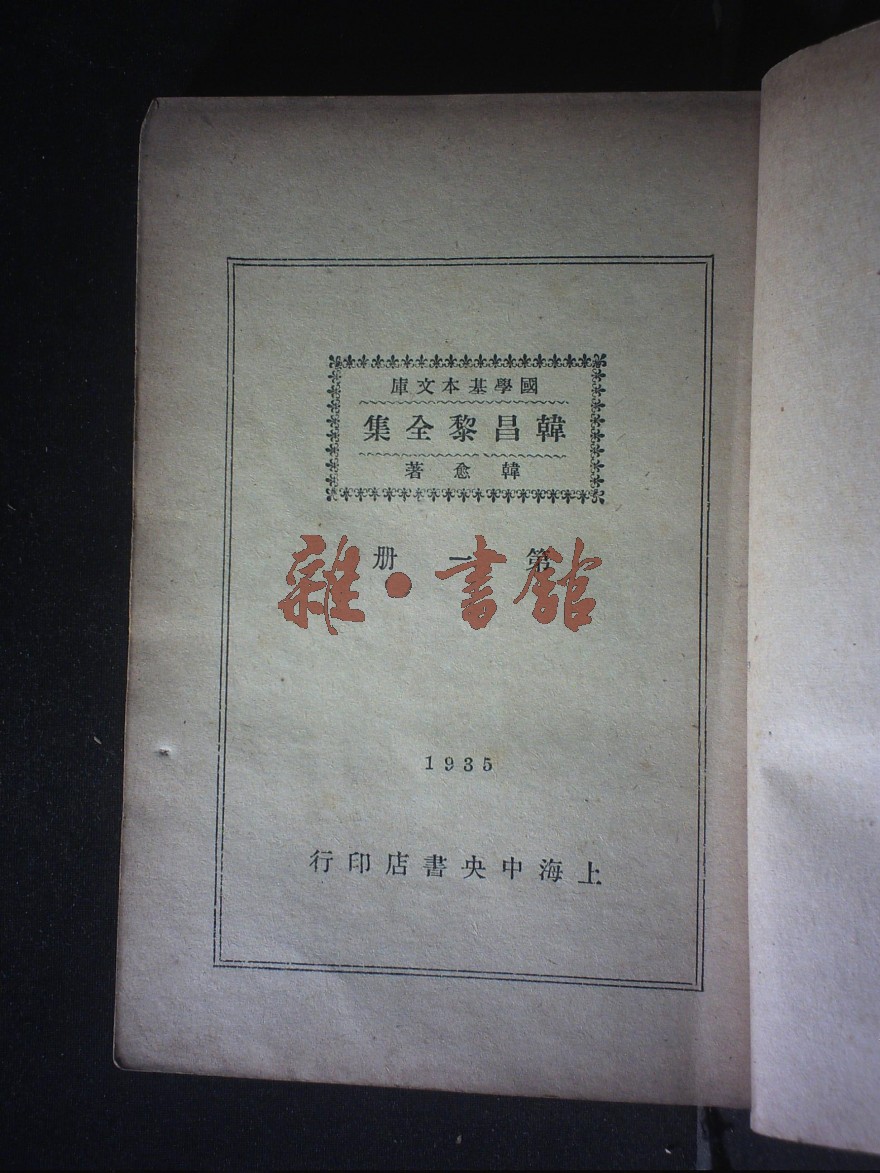 國學基本文庫
韓昌黎全集
韓愈著
第一册
雜·書館
1935
上海中央書店印行